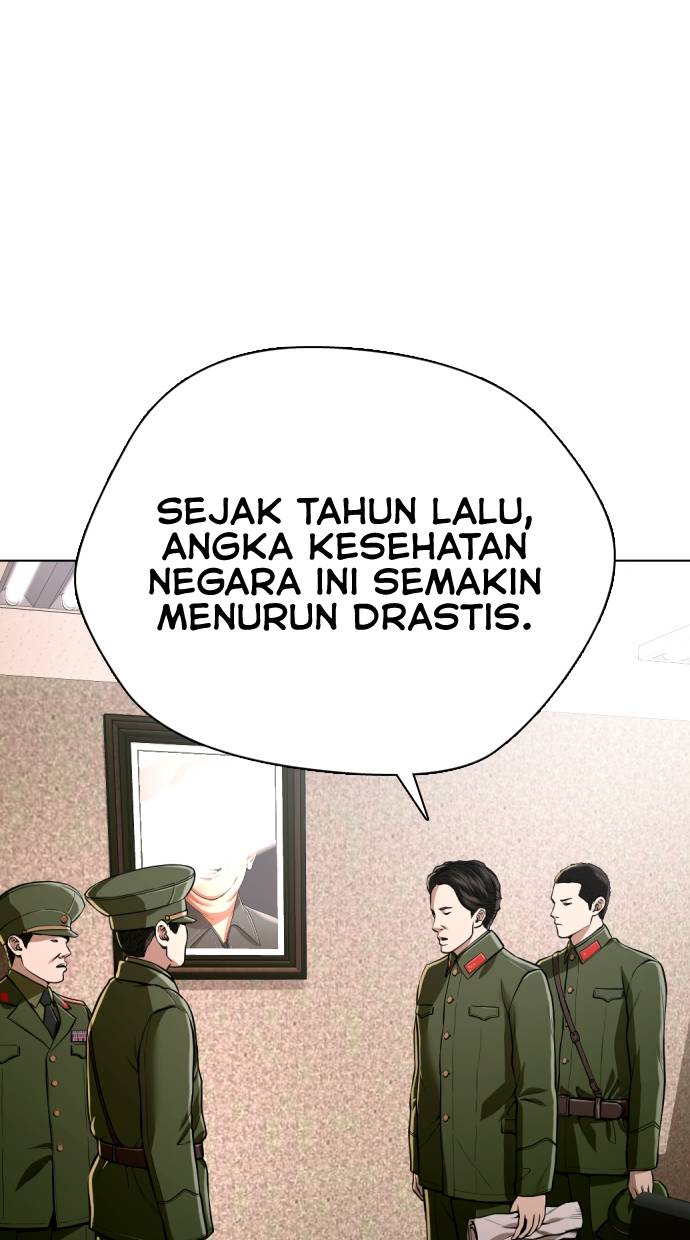 SEJAK TAHUN LALU,
ANGKA KESEHATAN
NEGARA INI SEMAKIN
MENURUN DRASTIS.